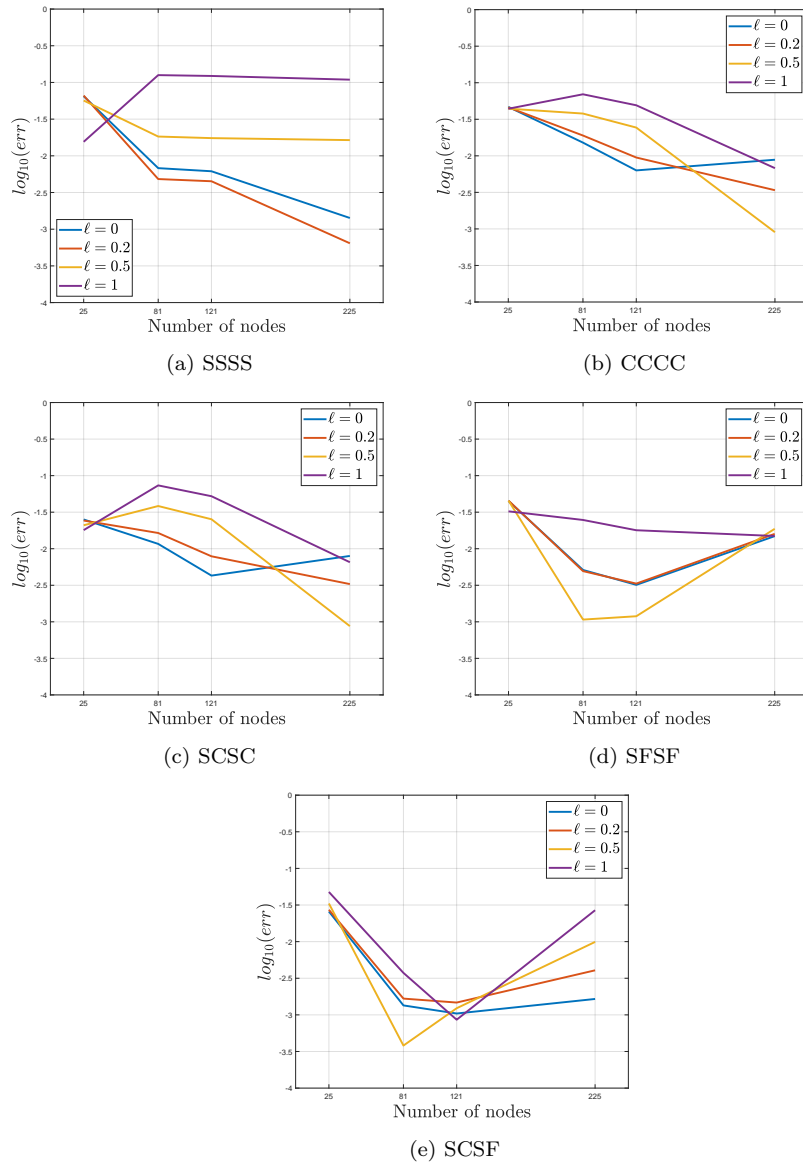 0
-0.5
-1
-1.5
-2
-2.5
-3
-3.5
-4
log₁₀(err)
25 81 121 225
Number of nodes
ℓ = 0
ℓ = 0.2
ℓ = 0.5
ℓ = 1
(a) SSSS
0
-0.5
-1
-1.5
-2
-2.5
-3
-3.5
-4
log₁₀(err)
25 81 121 225
Number of nodes
ℓ = 0
ℓ = 0.2
ℓ = 0.5
ℓ = 1
(b) CCCC
0
-0.5
-1
-1.5
-2
-2.5
-3
-3.5
-4
log₁₀(err)
25 81 121 225
Number of nodes
ℓ = 0
ℓ = 0.2
ℓ = 0.5
ℓ = 1
(c) SCSC
0
-0.5
-1
-1.5
-2
-2.5
-3
-3.5
-4
log₁₀(err)
25 81 121 225
Number of nodes
ℓ = 0
ℓ = 0.2
ℓ = 0.5
ℓ = 1
(d) SFSF
0
-0.5
-1
-1.5
-2
-2.5
-3
-3.5
-4
log₁₀(err)
25 81 121 225
Number of nodes
ℓ = 0
ℓ = 0.2
ℓ = 0.5
ℓ = 1
(e) SCSF